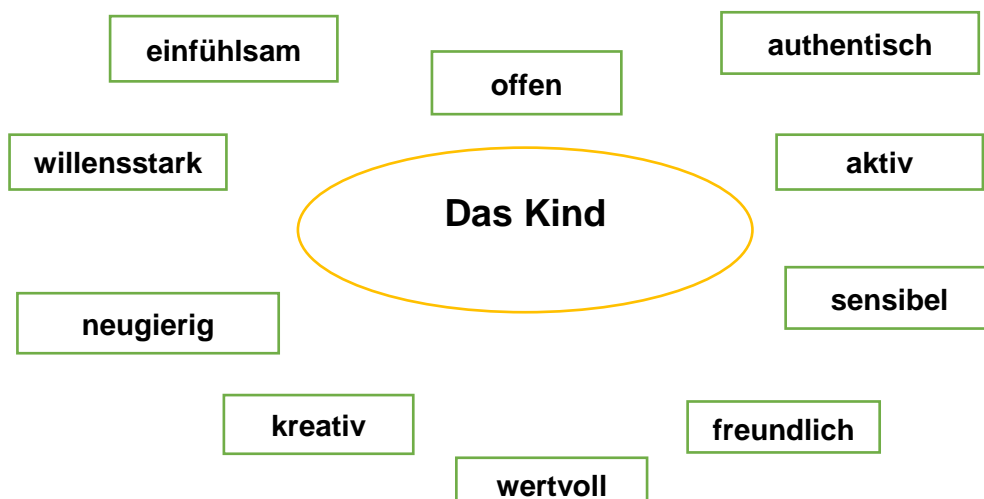 einfühlsam
offen
authentisch
willensstark
aktiv
Das Kind
sensibel
neugierig
kreativ
freundlich
wertvoll